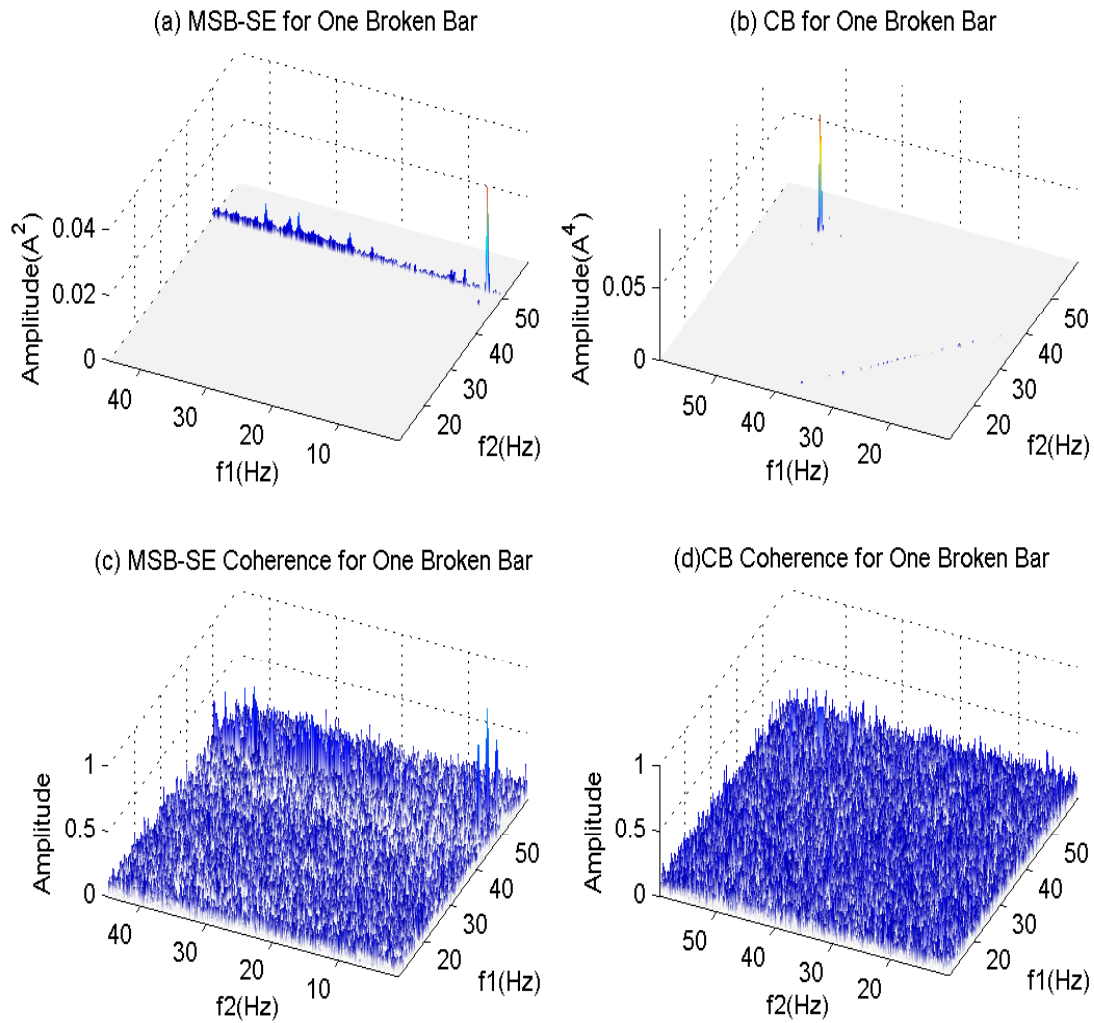 (a) MSB-SE for One Broken Bar
Amplitude(A^2)
0.04
0.02
0
40
30
20
10
f1(Hz)
50
40
30
20
f2(Hz)
(b) CB for One Broken Bar
Amplitude(A^4)
0.05
0
50
40
30
20
f1(Hz)
50
40
30
20
f2(Hz)
(c) MSB-SE Coherence for One Broken Bar
Amplitude
1
0.5
0
40
30
20
10
f2(Hz)
50
40
30
20
f1(Hz)
(d)CB Coherence for One Broken Bar
Amplitude
1
0.5
0
50
40
30
20
f2(Hz)
50
40
30
20
f1(Hz)